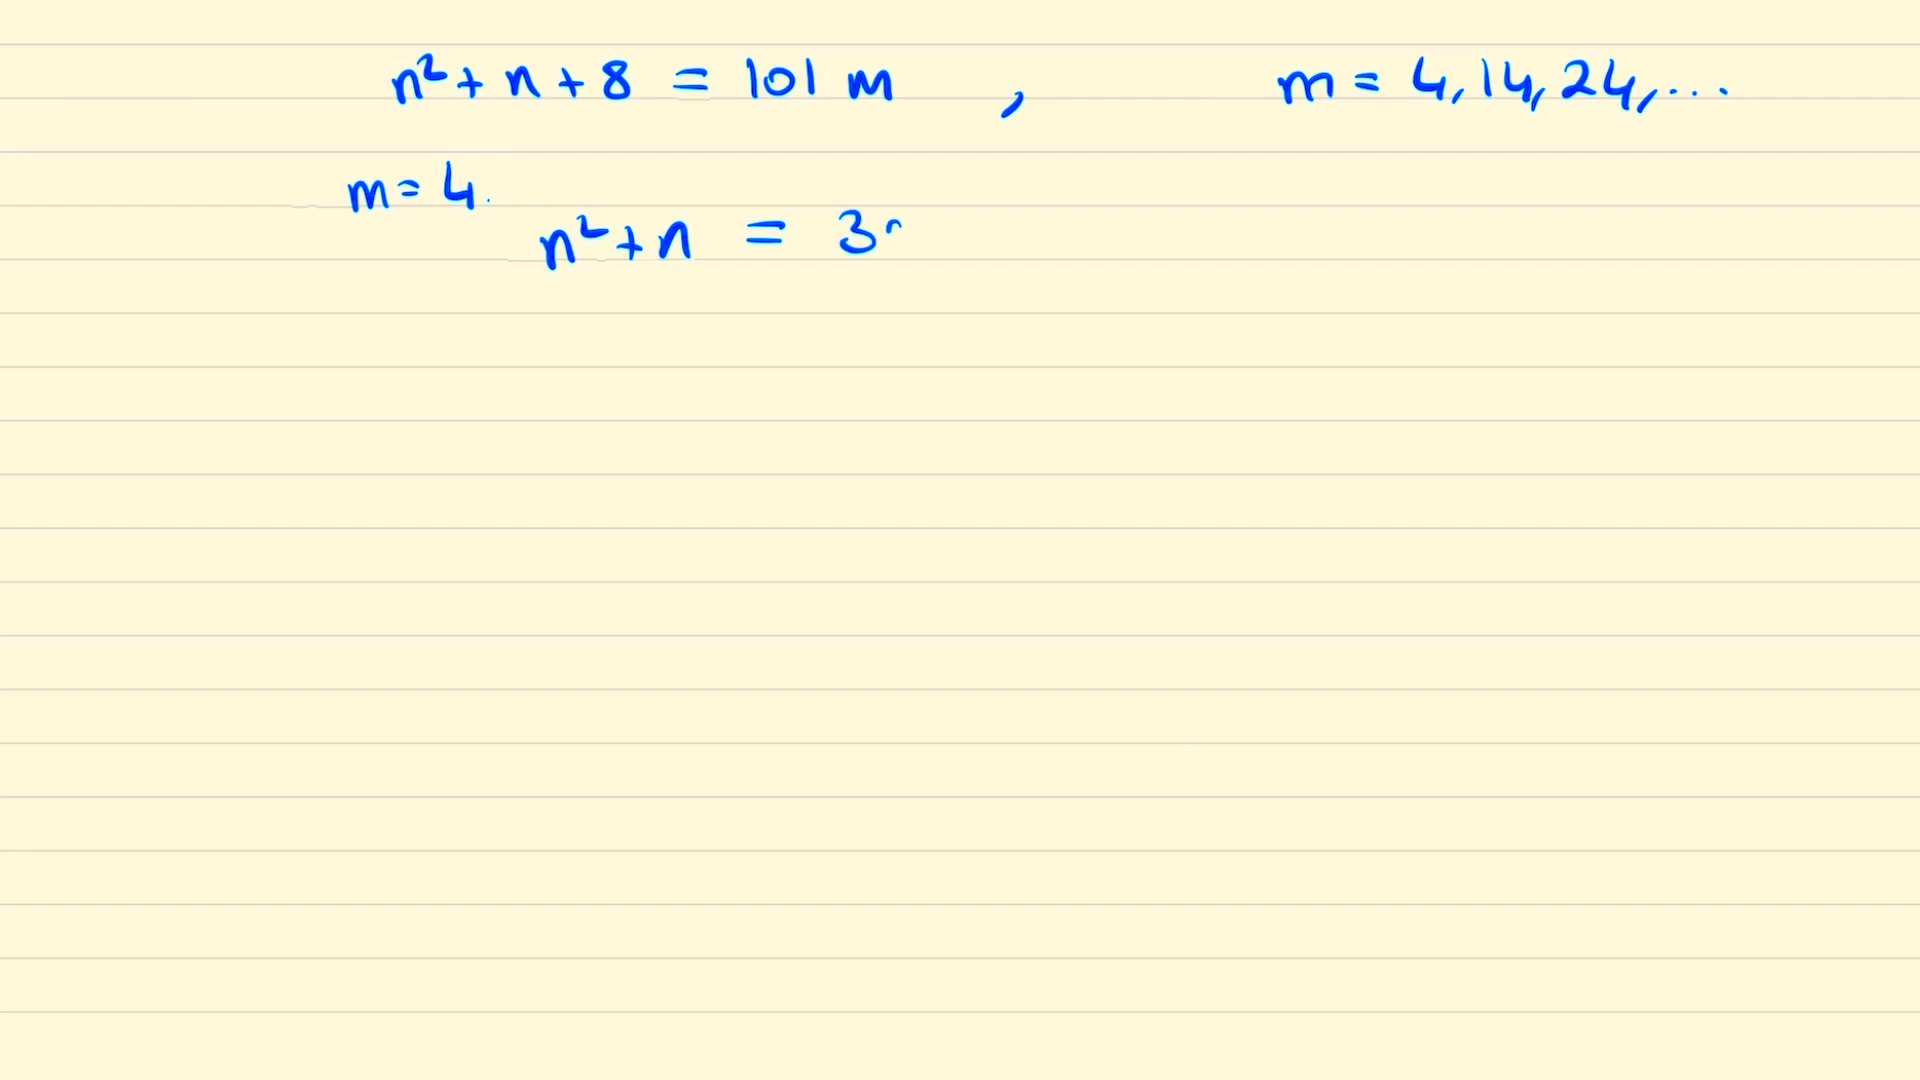 n² + n + 8 = 101 m , m = 4, 14, 24, ...
m = 4.
n² + n = 3